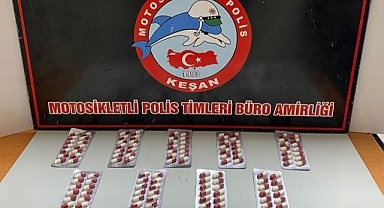 MOTOSİKLETLİ POLİS
KEŞAN
1993
MOTOSİKLETLİ POLİS TİMLERİ BÜRO AMİRLİĞİ